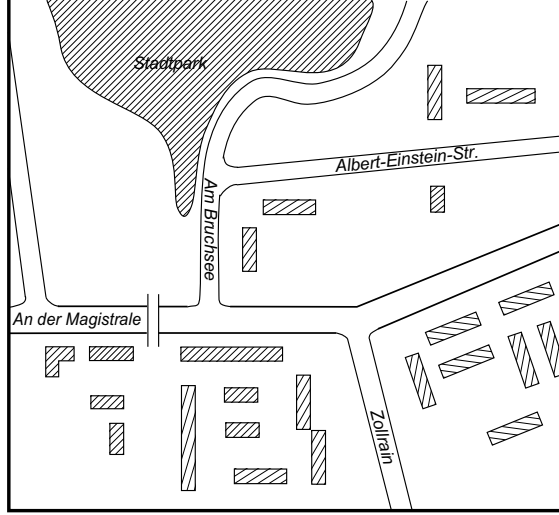 Stadtpark
Albert-Einstein-Str.
Am Bruchsee
An der Magistrale
Zollrain